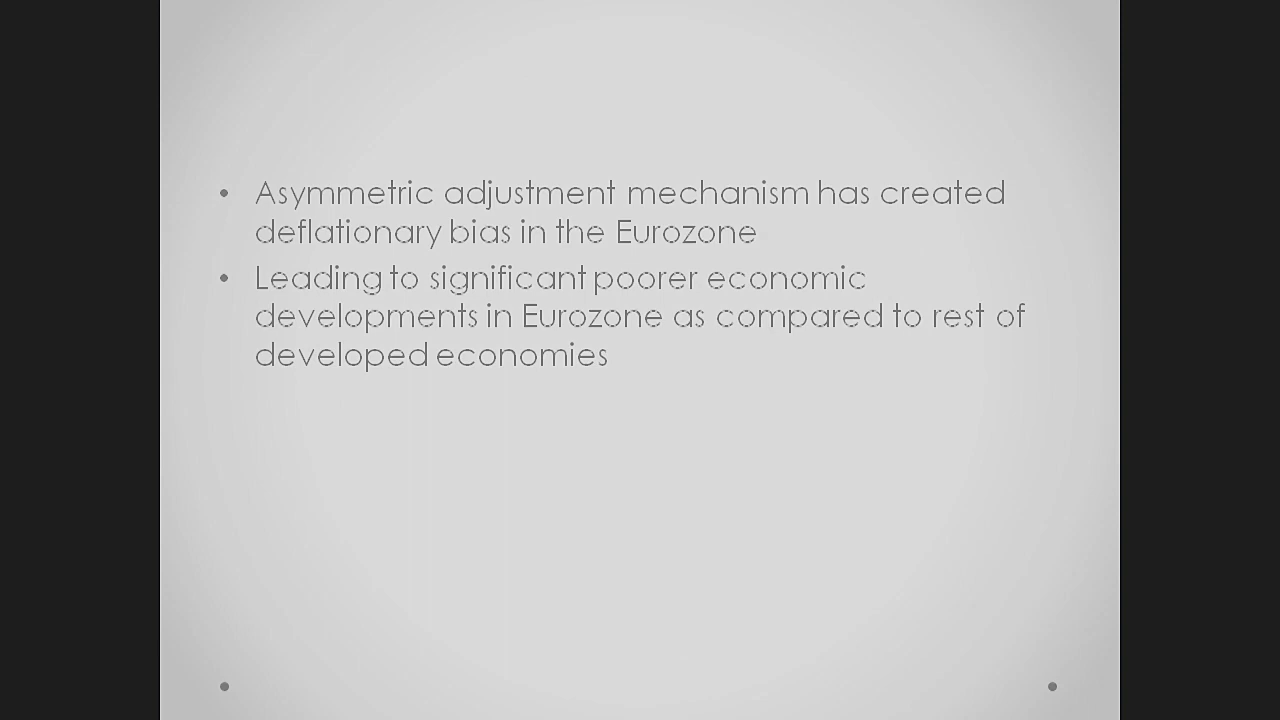 • Asymmetric adjustment mechanism has created
deflationary bias in the Eurozone
• Leading to significant poorer economic
developments in Eurozone as compared to rest of
developed economies